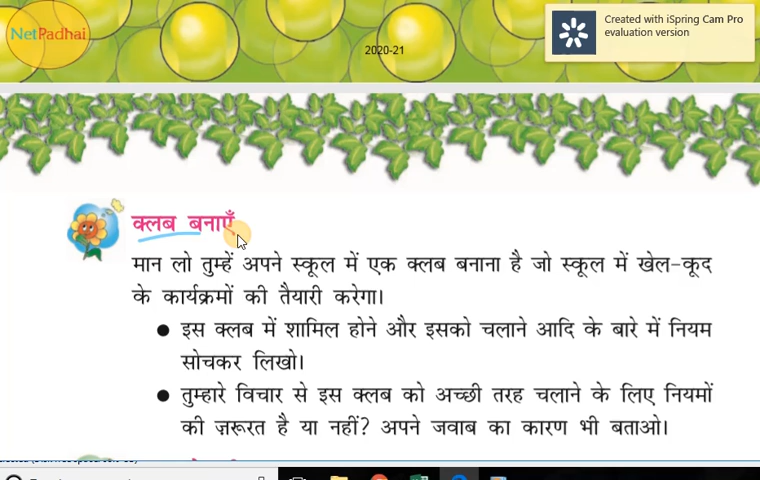 NetPadhai
2020-21
Created with iSpring Cam Pro
evaluation version
क्लब बनाएँ
मान लो तुम्हें अपने स्कूल में एक क्लब बनाना है जो स्कूल में खेल-कूद
के कार्यक्रमों की तैयारी करेगा।
● इस क्लब में शामिल होने और इसको चलाने आदि के बारे में नियम
सोचकर लिखो।
● तुम्हारे विचार से इस क्लब को अच्छी तरह चलाने के लिए नियमों
की ज़रूरत है या नहीं? अपने जवाब का कारण भी बताओ।